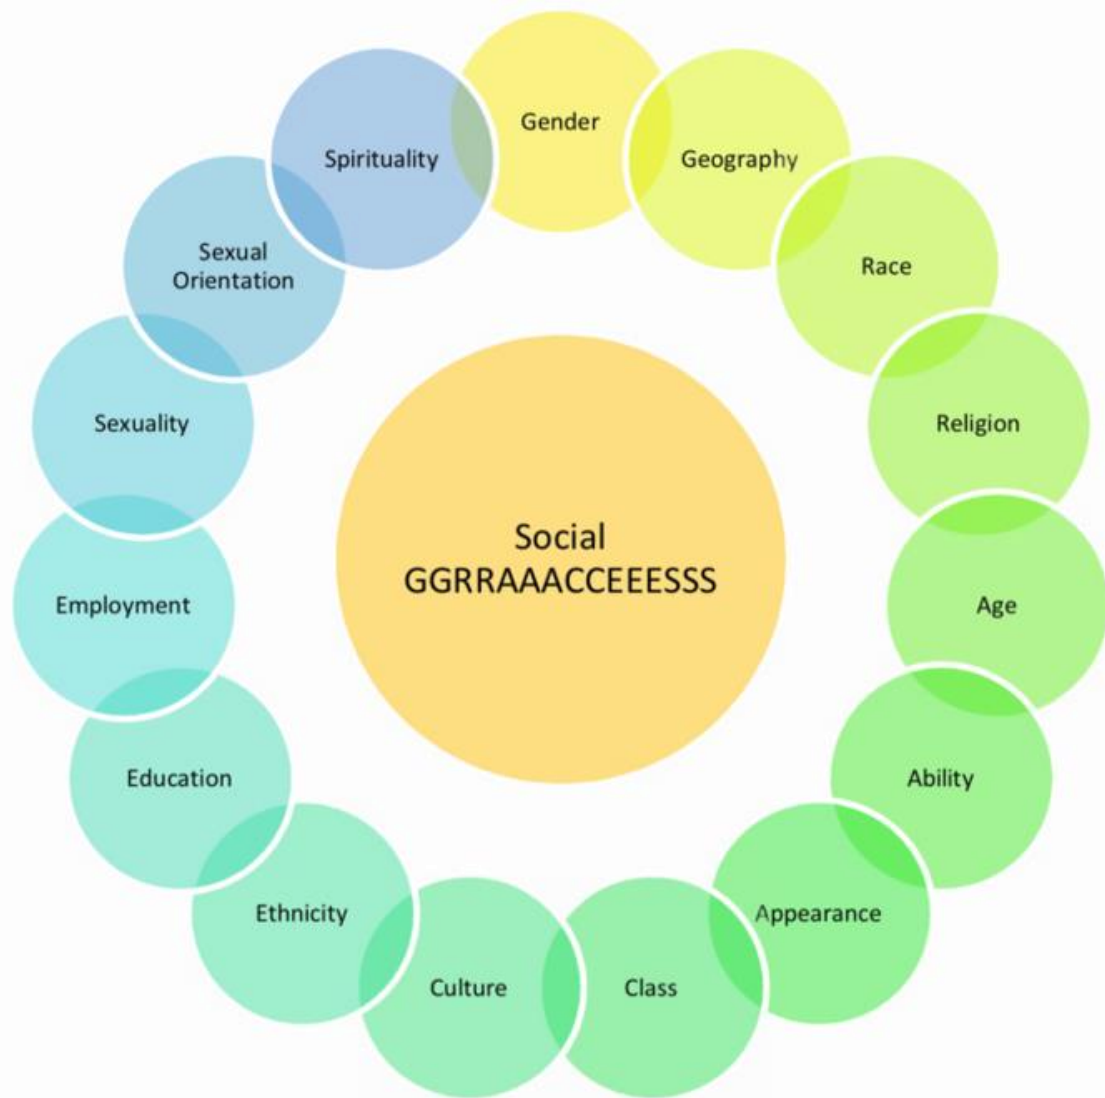 Gender
Geography
Race
Religion
Age
Ability
Appearance
Class
Culture
Ethnicity
Education
Employment
Sexuality
Sexual
Orientation
Spirituality
Social
GGRRAAACCEEESSS